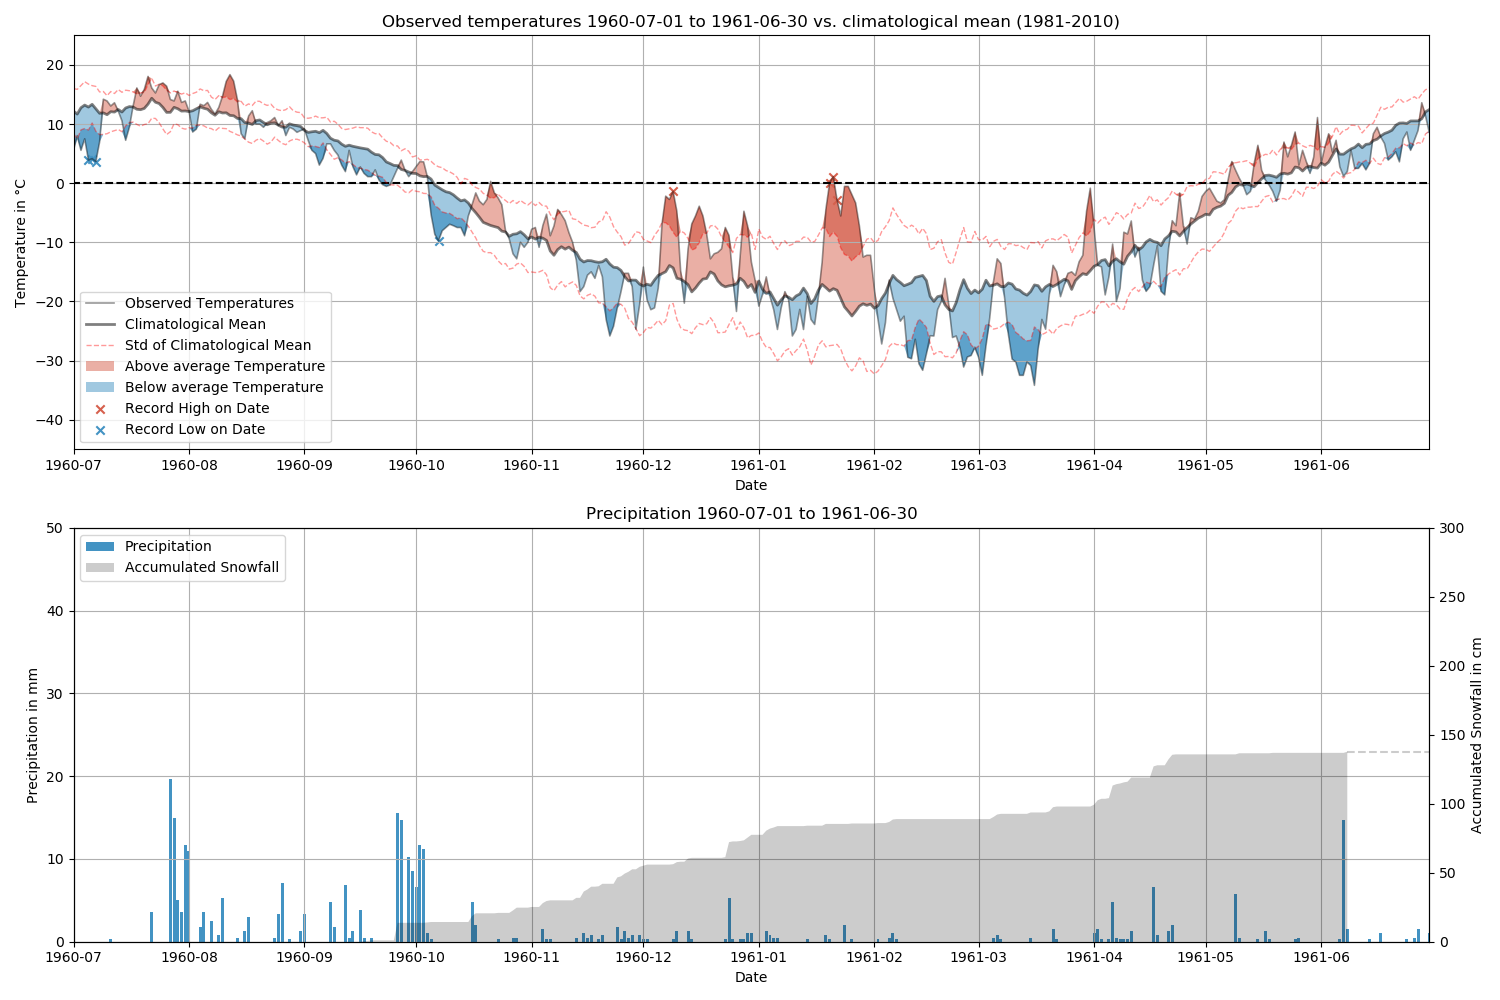 Observed temperatures 1960-07-01 to 1961-06-30 vs. climatological mean (1981-2010)
Temperature in °C
20
10
0
−10
−20
−30
−40
Observed Temperatures
Climatological Mean
Std of Climatological Mean
Above average Temperature
Below average Temperature
Record High on Date
Record Low on Date
1960-07 1960-08 1960-09 1960-10 1960-11 1960-12 1961-01 1961-02 1961-03 1961-04 1961-05 1961-06
Date
Precipitation 1960-07-01 to 1961-06-30
Precipitation in mm
50
40
30
20
10
0
Precipitation
Accumulated Snowfall
300
250
200
150
100
50
0
Accumulated Snowfall in cm
1960-07 1960-08 1960-09 1960-10 1960-11 1960-12 1961-01 1961-02 1961-03 1961-04 1961-05 1961-06
Date